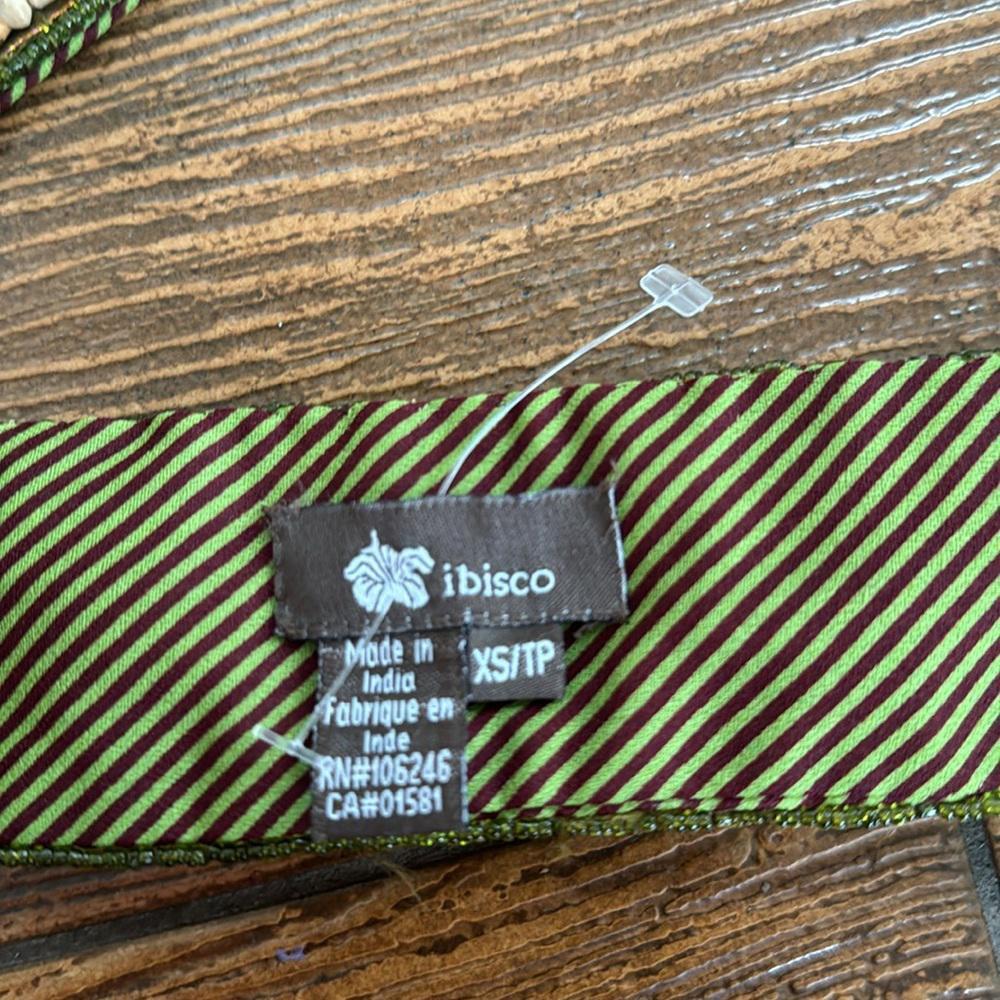 ibisco
XS/TP
Made in
India
Fabrique en
Inde
RN#106246
CA#01581